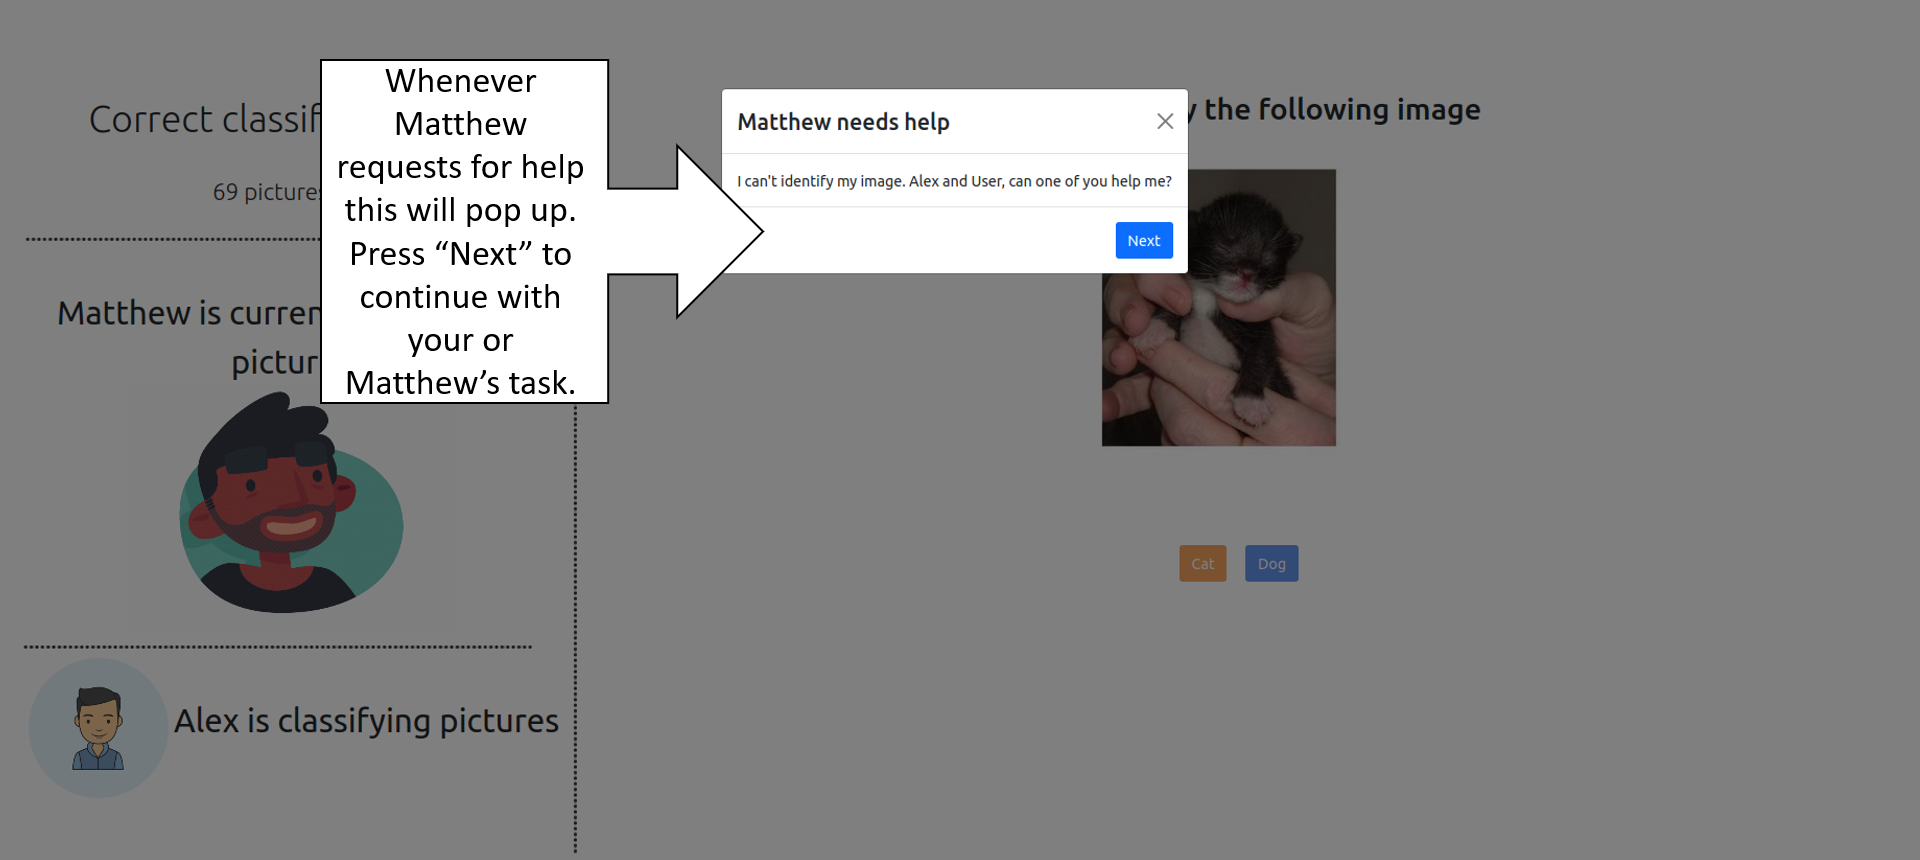 Correct classif
69 pictures
Matthew is curren
pictur
Alex is classifying pictures
Whenever
Matthew
requests for help
this will pop up.
Press “Next” to
continue with
your or
Matthew’s task.
Matthew needs help
I can't identify my image. Alex and User, can one of you help me?
Next
y the following image
Cat
Dog